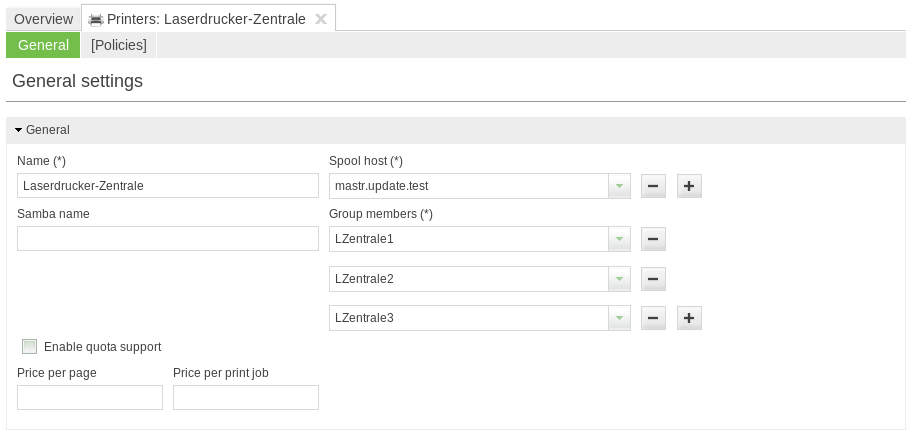 Overview
Printers: Laserdrucker-Zentrale
General
[Policies]
General settings
General
Name (*)
Spool host (*)
Laserdrucker-Zentrale
mastr.update.test
Samba name
Group members (*)
LZentrale1
LZentrale2
LZentrale3
Enable quota support
Price per page
Price per print job